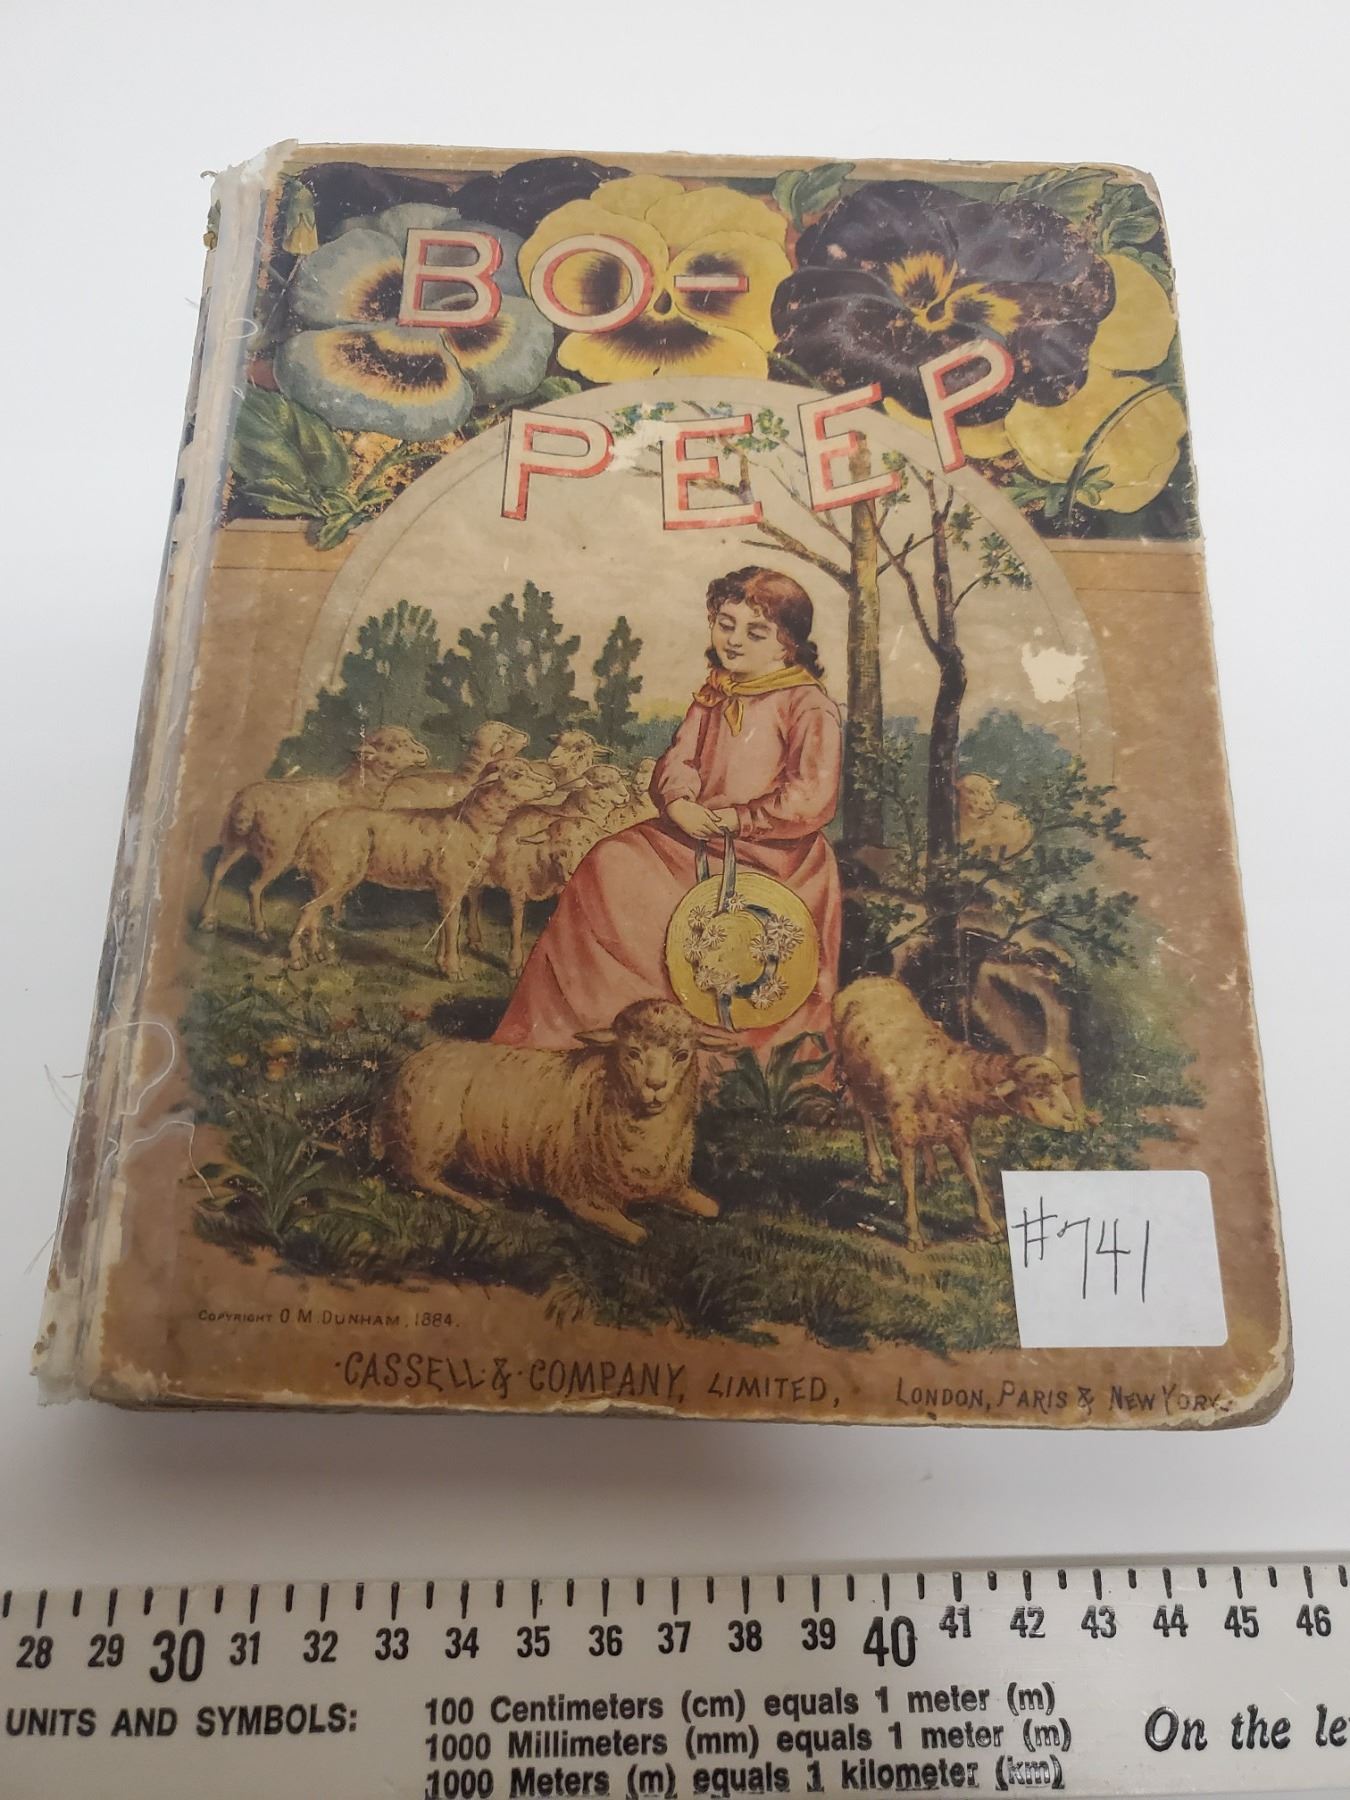 BO-
PEEP
#741
COPYRIGHT O M. DUNHAM, 1884.
·CASSELL·&·COMPANY, LIMITED, LONDON, PARIS & NEW YORK.
28 29 30 31 32 33 34 35 36 37 38 39 40 41 42 43 44 45 46
UNITS AND SYMBOLS: 100 Centimeters (cm) equals 1 meter (m)
1000 Millimeters (mm) equals 1 meter (m)
1000 Meters (m) equals 1 kilometer (km)
On the